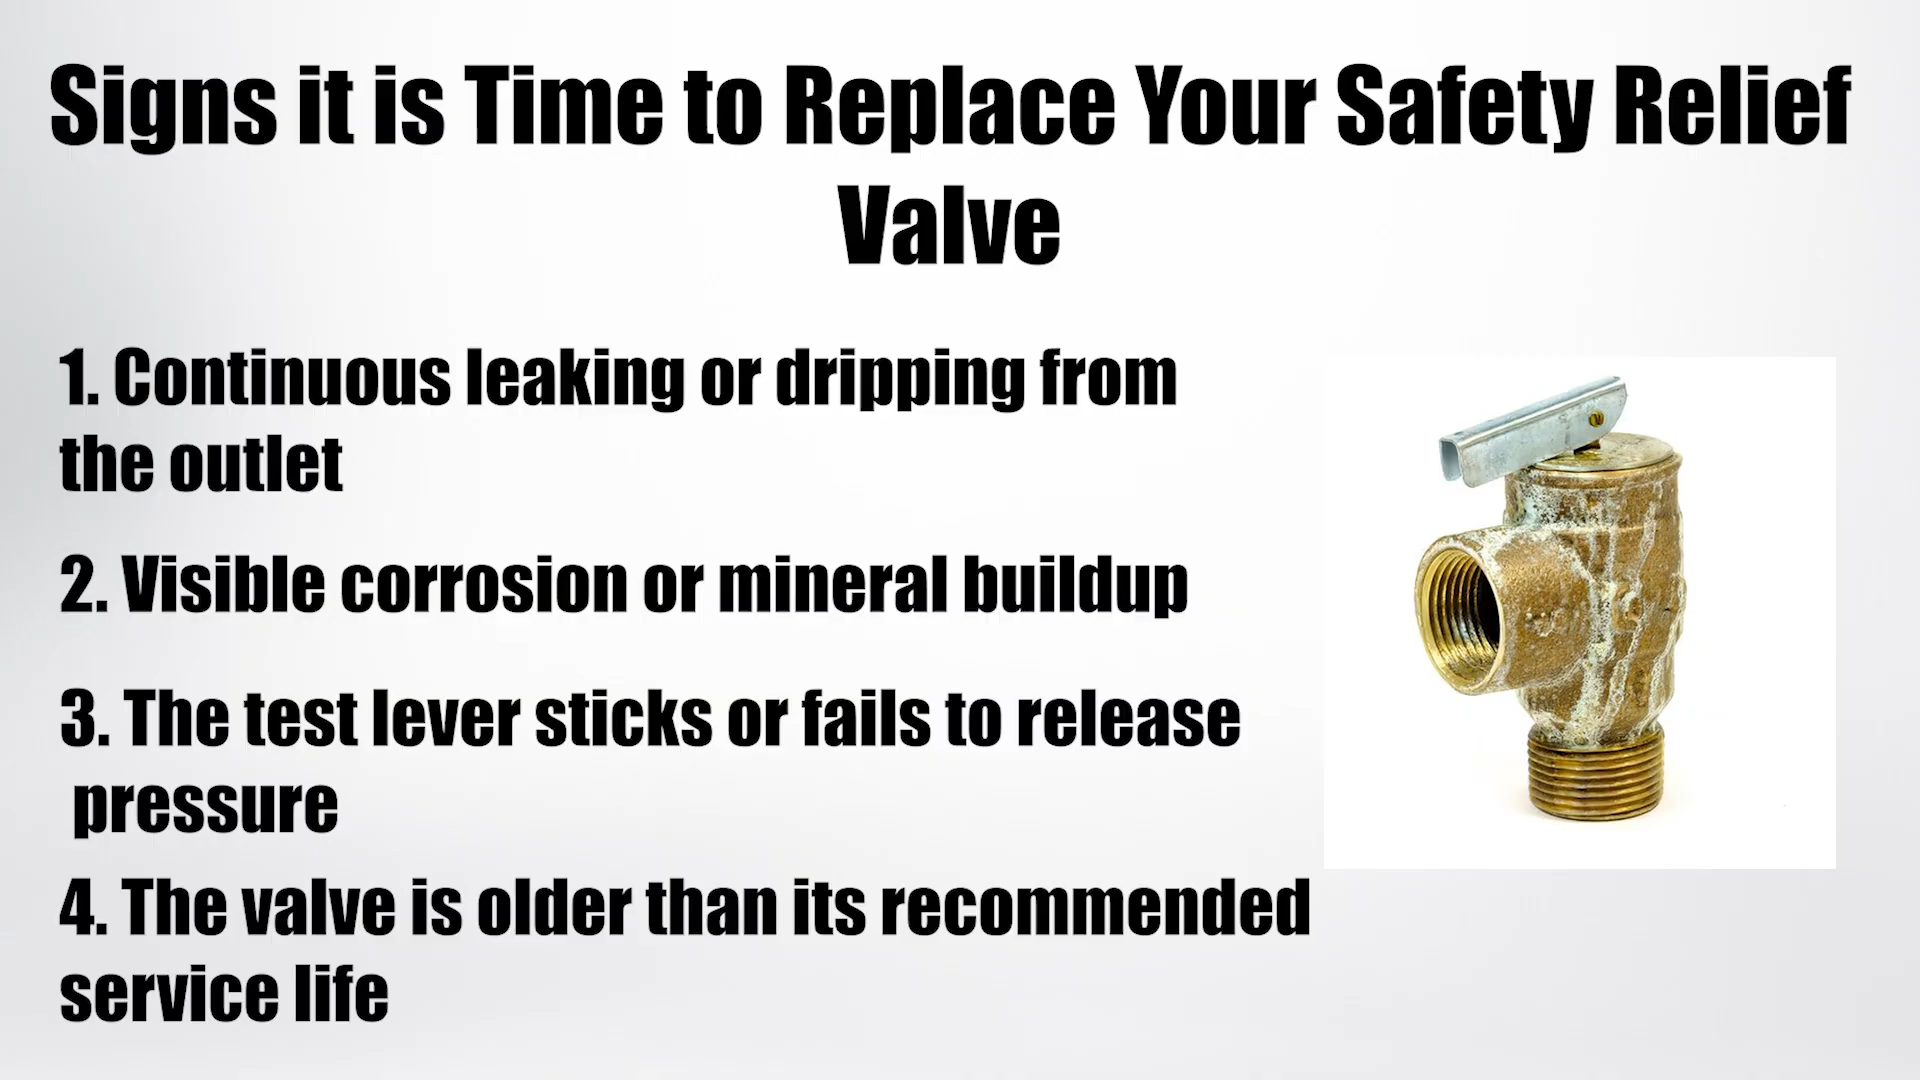 Signs it is Time to Replace Your Safety Relief
Valve
1. Continuous leaking or dripping from
the outlet
2. Visible corrosion or mineral buildup
3. The test lever sticks or fails to release
pressure
4. The valve is older than its recommended
service life